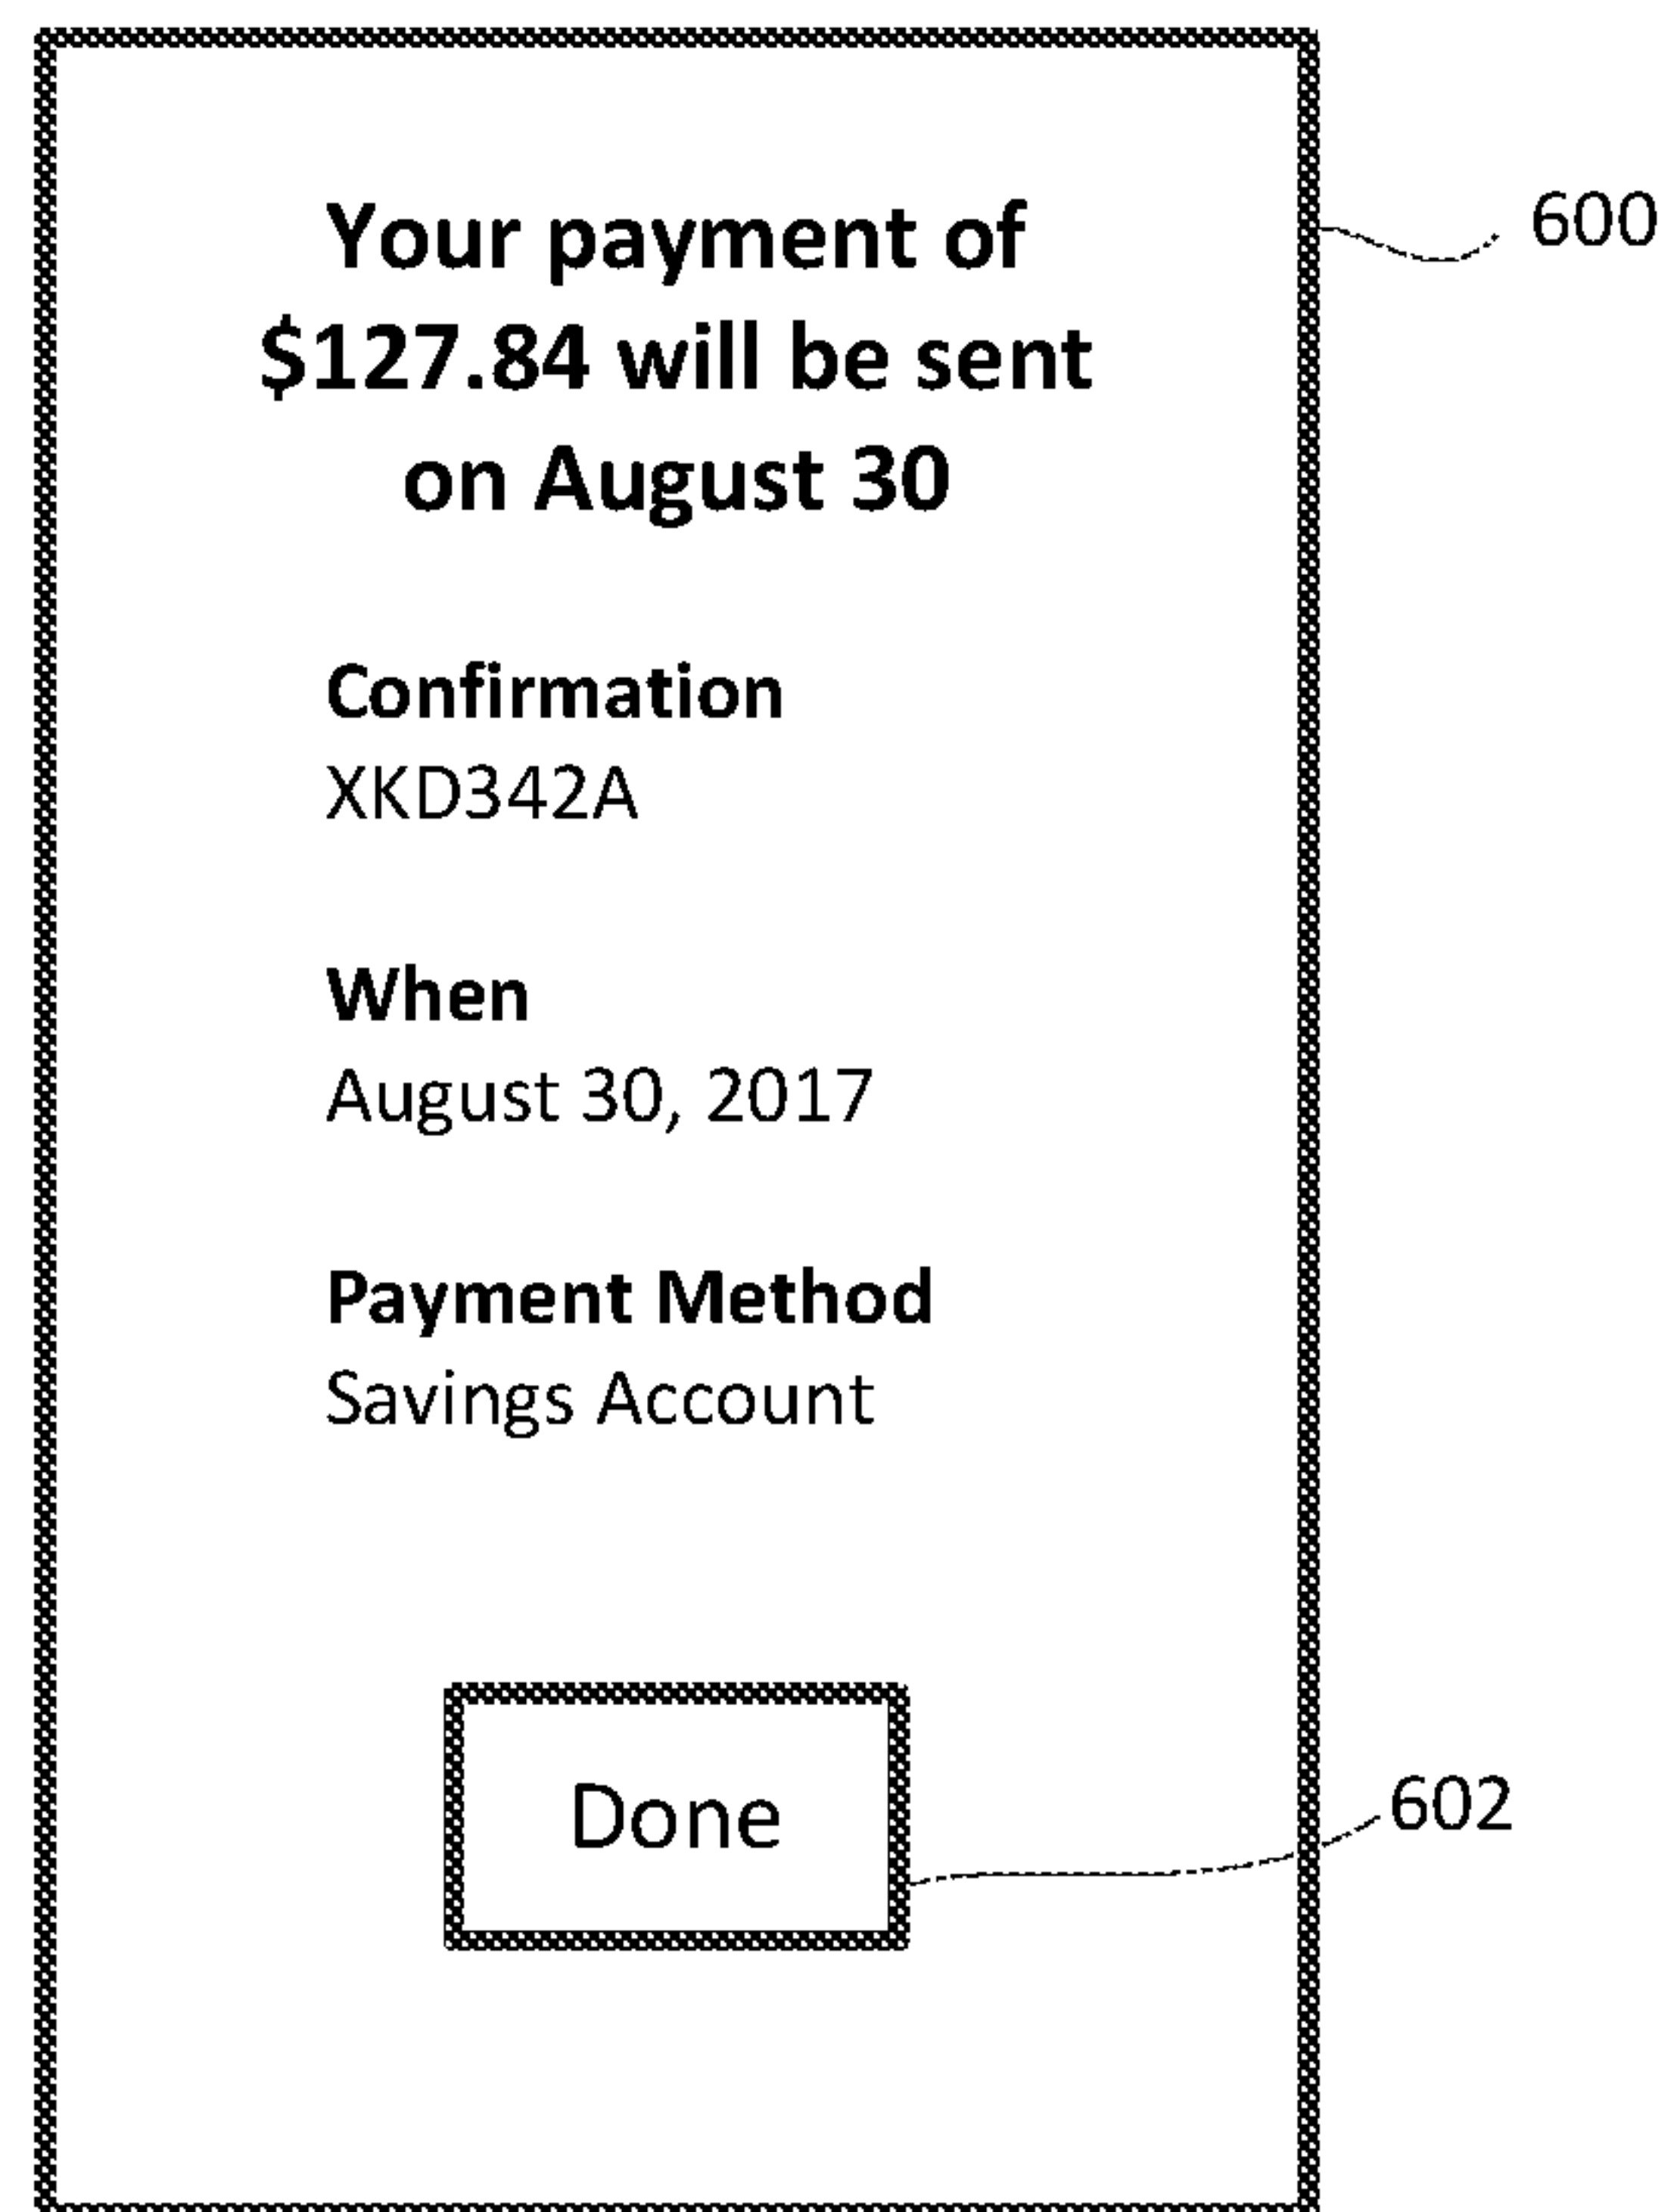 Your payment of
$127.84 will be sent
on August 30
600
Confirmation
XKD342A
When
August 30, 2017
Payment Method
Savings Account
Done
602